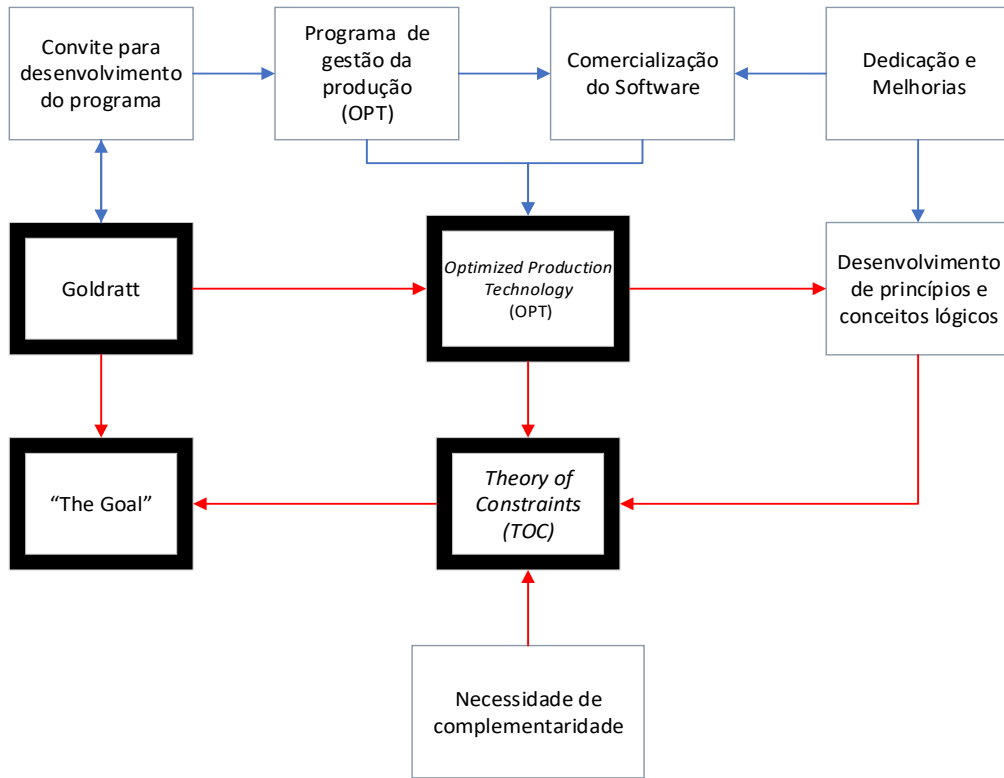 Convite para
desenvolvimento
do programa
Programa de
gestão da
produção
(OPT)
Comercialização
do Software
Dedicação e
Melhorias
Goldratt
Optimized Production
Technology
(OPT)
Desenvolvimento
de princípios e
conceitos lógicos
“The Goal”
Theory of
Constraints
(TOC)
Necessidade de
complementaridade